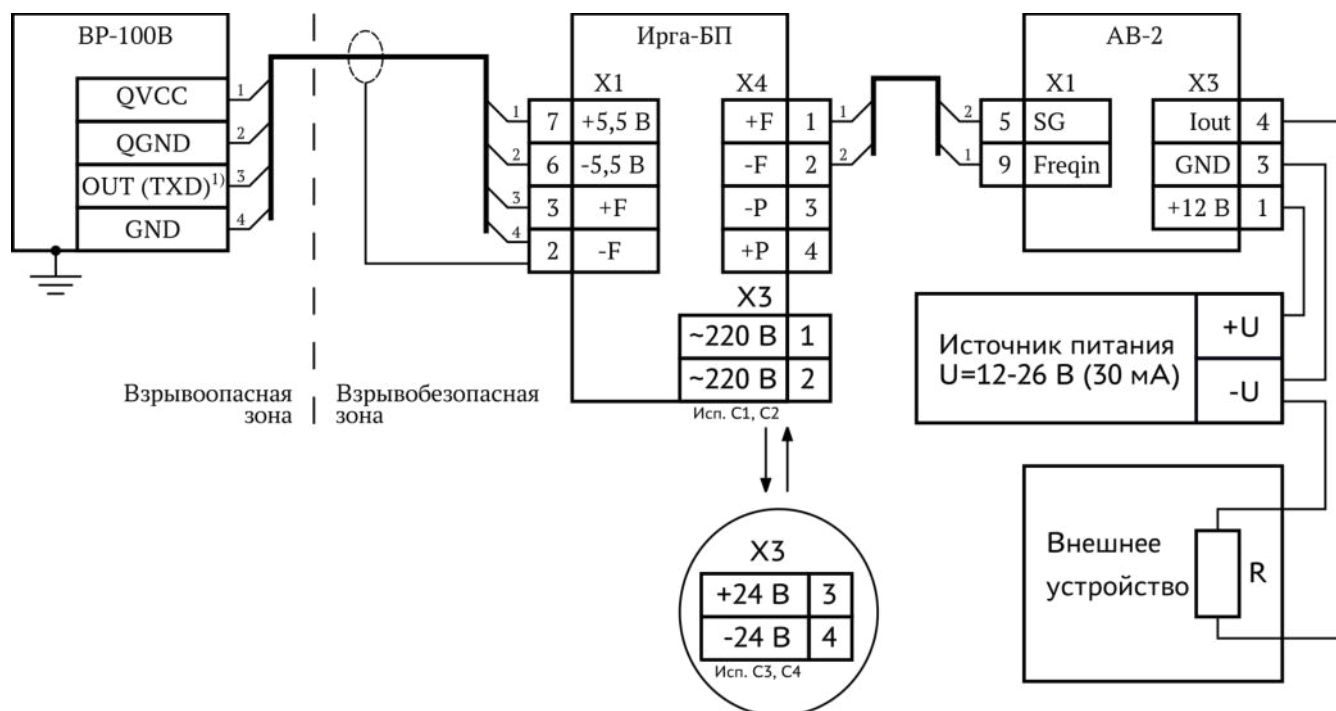 ВР-100В
QVCC
QGND
OUT (TXD)¹⁾
GND
1
2
3
4
Взрывоопасная
зона
Взрывобезопасная
зона
Ирга-БП
X1
1 7 +5,5 В
2 6 -5,5 В
3 3 +F
4 2 -F
X4
+F 1 1
-F 2 2
-P 3
+P 4
X3
~220 В 1
~220 В 2
Исп. С1, С2
X3
+24 В 3
-24 В 4
Исп. С3, С4
АВ-2
X1
2 5 SG
1 9 Freqin
X3
Iout 4
GND 3
+12 В 1
Источник питания
U=12-26 В (30 мА)
+U
-U
Внешнее
устройство
R